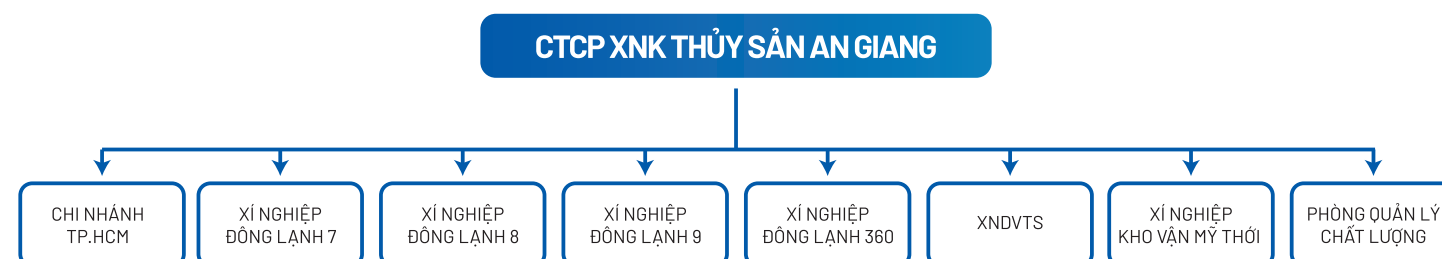 CTCP XNK THỦY SẢN AN GIANG
CHI NHÁNH
TP.HCM
XÍ NGHIỆP
ĐÔNG LẠNH 7
XÍ NGHIỆP
ĐÔNG LẠNH 8
XÍ NGHIỆP
ĐÔNG LẠNH 9
XÍ NGHIỆP
ĐÔNG LẠNH 360
XNDVTS
XÍ NGHIỆP
KHO VẬN MỸ THỚI
PHÒNG QUẢN LÝ
CHẤT LƯỢNG